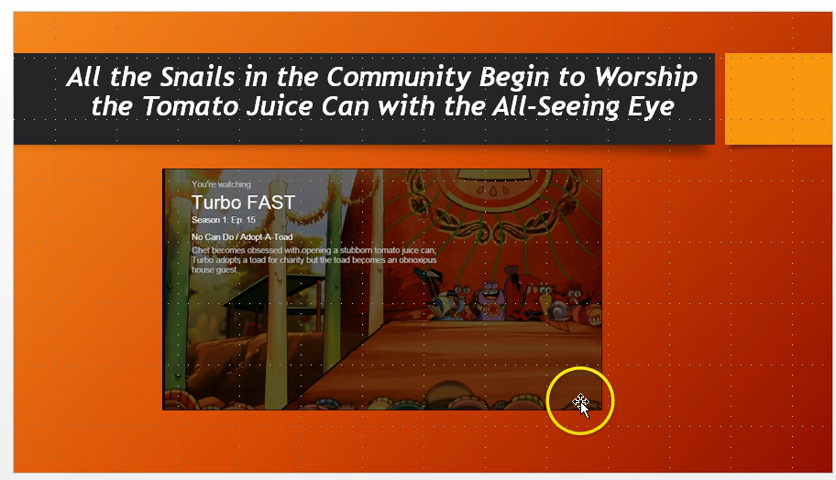 All the Snails in the Community Begin to Worship
the Tomato Juice Can with the All-Seeing Eye
You're watching
Turbo FAST
Season 1: Ep. 15
No Can Do / Adopt-A-Toad
Chet becomes obsessed with opening a stubborn tomato juice can;
Turbo adopts a toad for charity but the toad becomes an obnoxious
house guest.